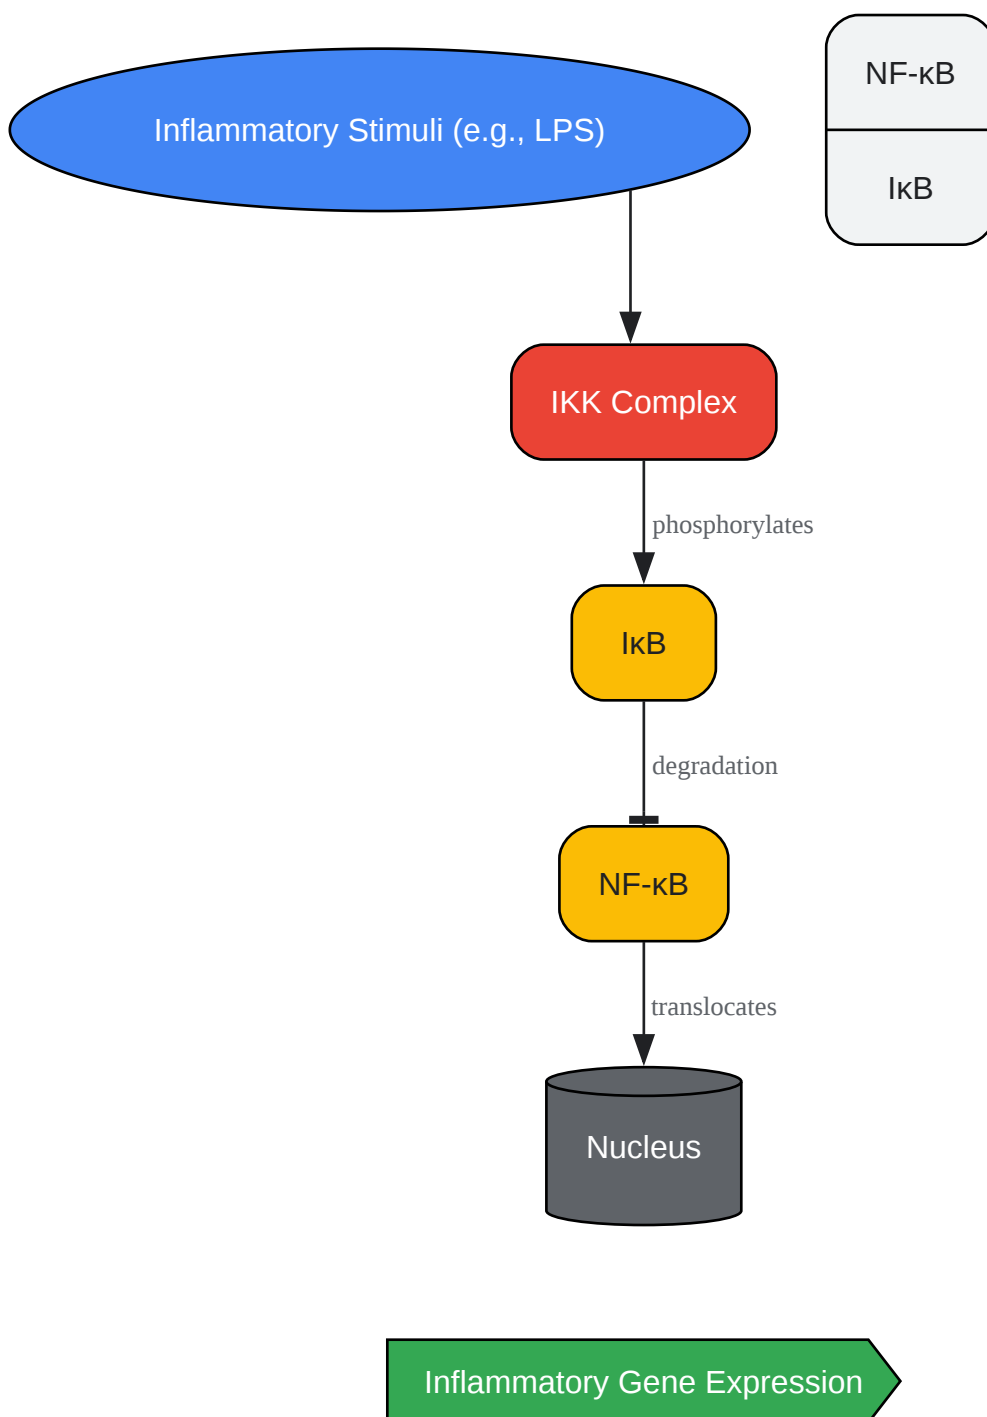 Inflammatory Stimuli (e.g., LPS)
NF-κB
IκB
IKK Complex
phosphorylates
IκB
degradation
NF-κB
translocates
Nucleus
Inflammatory Gene Expression